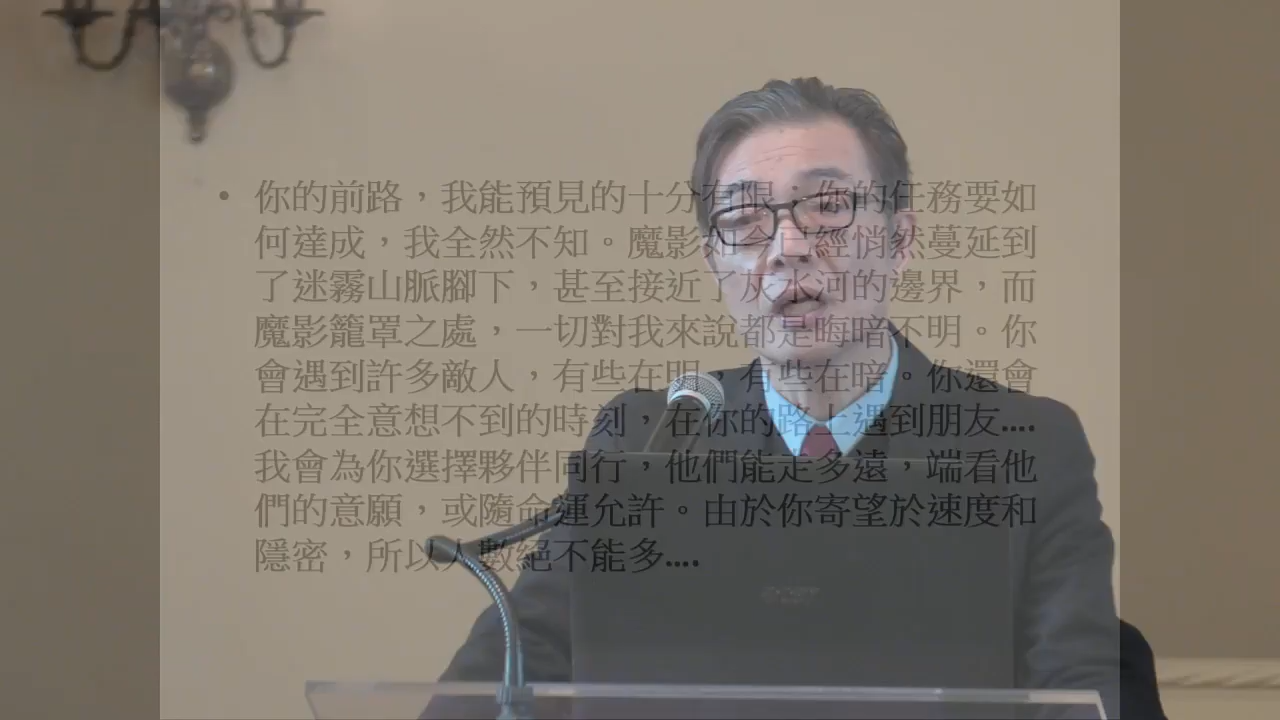 • 你的前路，我能預見的十分有限；你的任務要如
何達成，我全然不知。魔影如今已經悄然蔓延到
了迷霧山脈腳下，甚至接近了灰水河的邊界，而
魔影籠罩之處，一切對我來說都是晦暗不明。你
會遇到許多敵人，有些在明，有些在暗。你還會
在完全意想不到的時刻，在你的路上遇到朋友....
我會為你選擇夥伴同行，他們能走多遠，端看他
們的意願，或隨命運允許。由於你寄望於速度和
隱密，所以人數絕不能多....